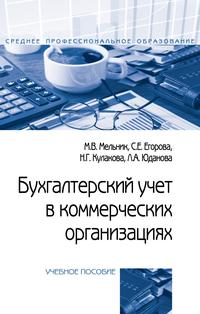 СРЕДНЕЕ ПРОФЕССИОНАЛЬНОЕ ОБРАЗОВАНИЕ
М.В. Мельник, С.Е. Егорова,
Н.Г. Кулакова, Л.А. Юданова
Бухгалтерский учет
в коммерческих
организациях
УЧЕБНОЕ ПОСОБИЕ